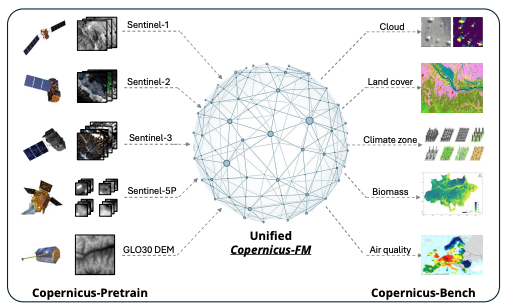 Sentinel-1
Sentinel-2
Sentinel-3
Sentinel-5P
GLO30 DEM
Copernicus-Pretrain
Unified
Copernicus-FM
Cloud
Land cover
Climate zone
Biomass
Air quality
Copernicus-Bench